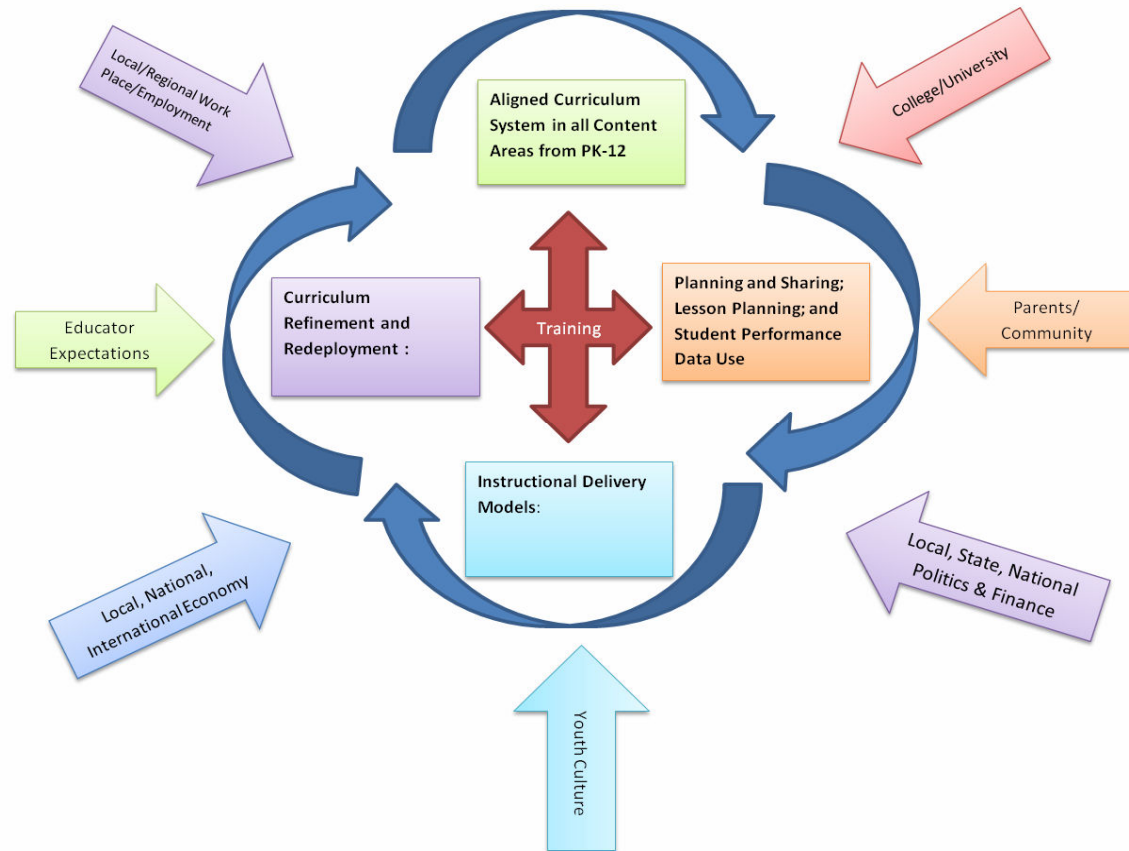 Local/Regional Work
Place/Employment
College/University
Aligned Curriculum
System in all Content
Areas from PK-12
Educator
Expectations
Curriculum
Refinement and
Redeployment :
Training
Planning and Sharing;
Lesson Planning; and
Student Performance
Data Use
Parents/
Community
Instructional Delivery
Models:
Local, National,
International Economy
Local, State, National
Politics & Finance
Youth Culture